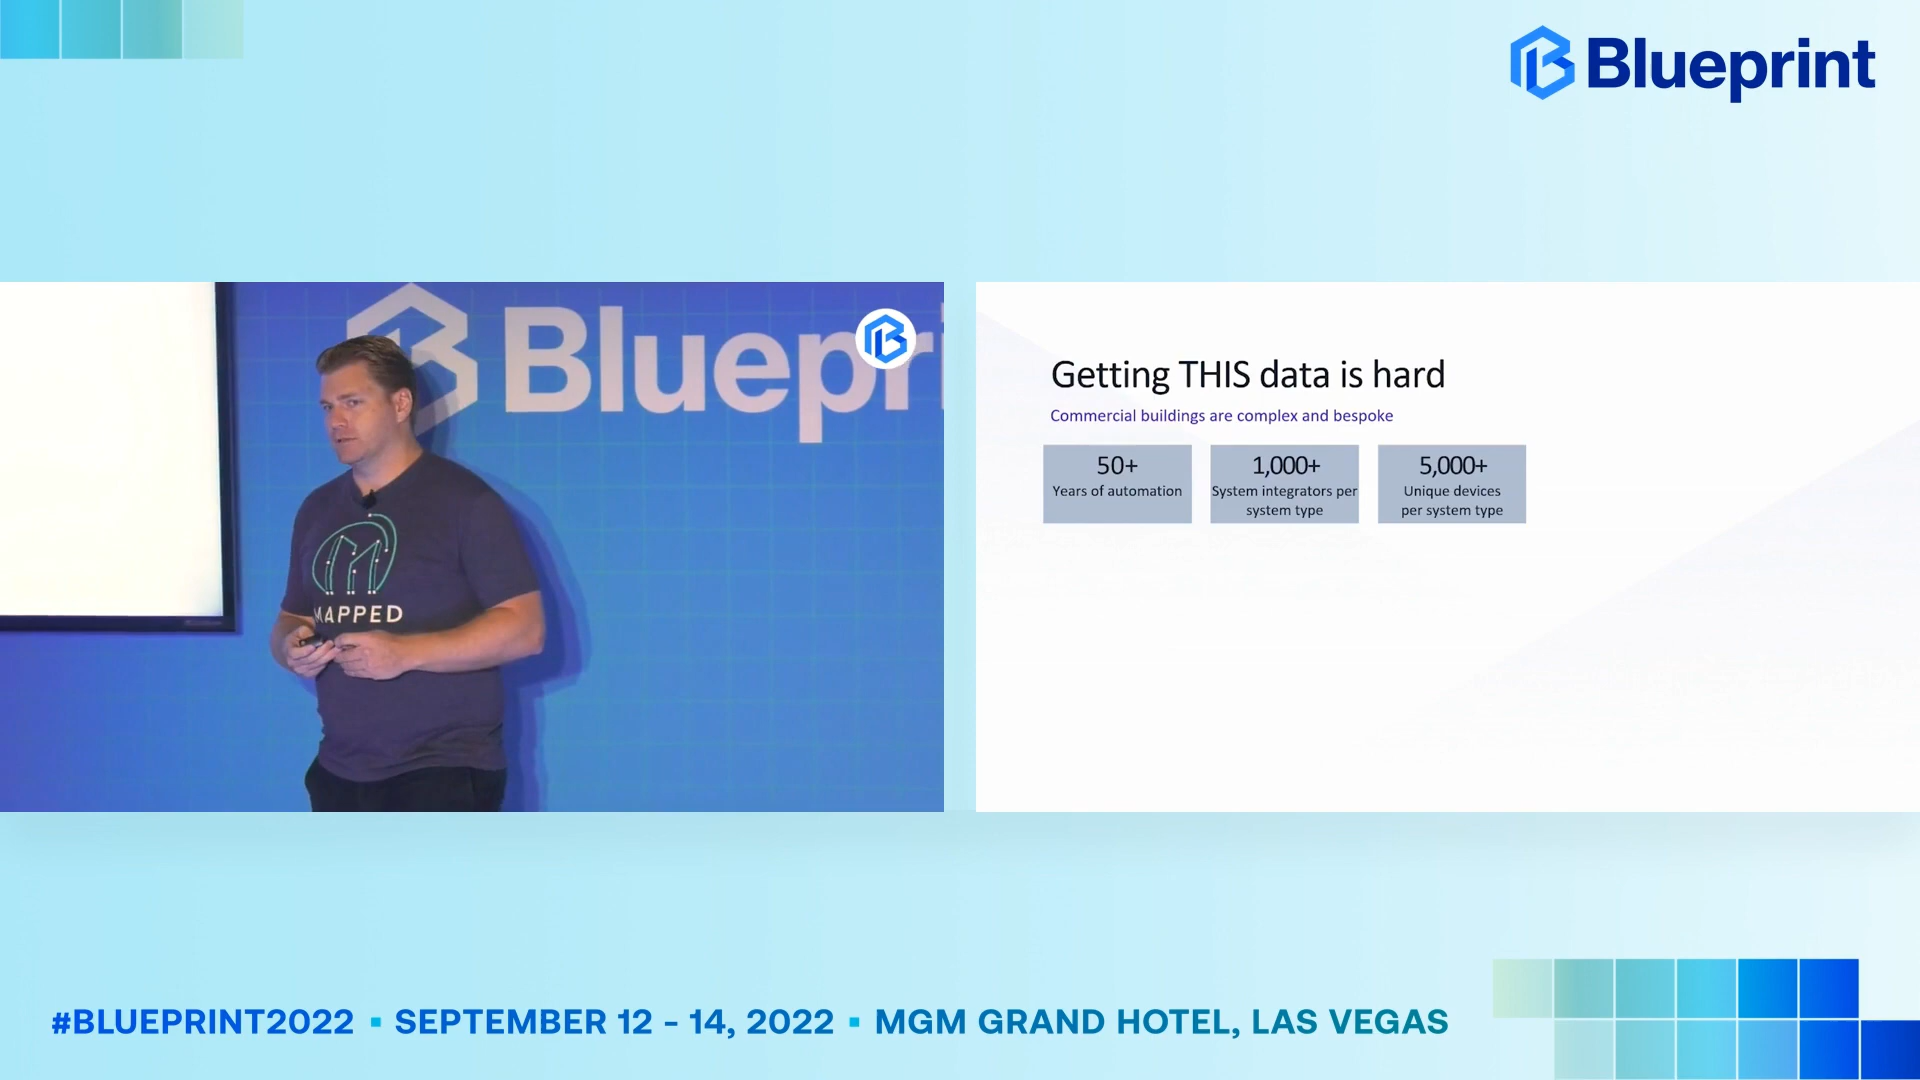 Blueprint
Bluepri
MAPPED
Getting THIS data is hard
Commercial buildings are complex and bespoke
50+
Years of automation
1,000+
System integrators per
system type
5,000+
Unique devices
per system type
#BLUEPRINT2022 ▪ SEPTEMBER 12 - 14, 2022 ▪ MGM GRAND HOTEL, LAS VEGAS